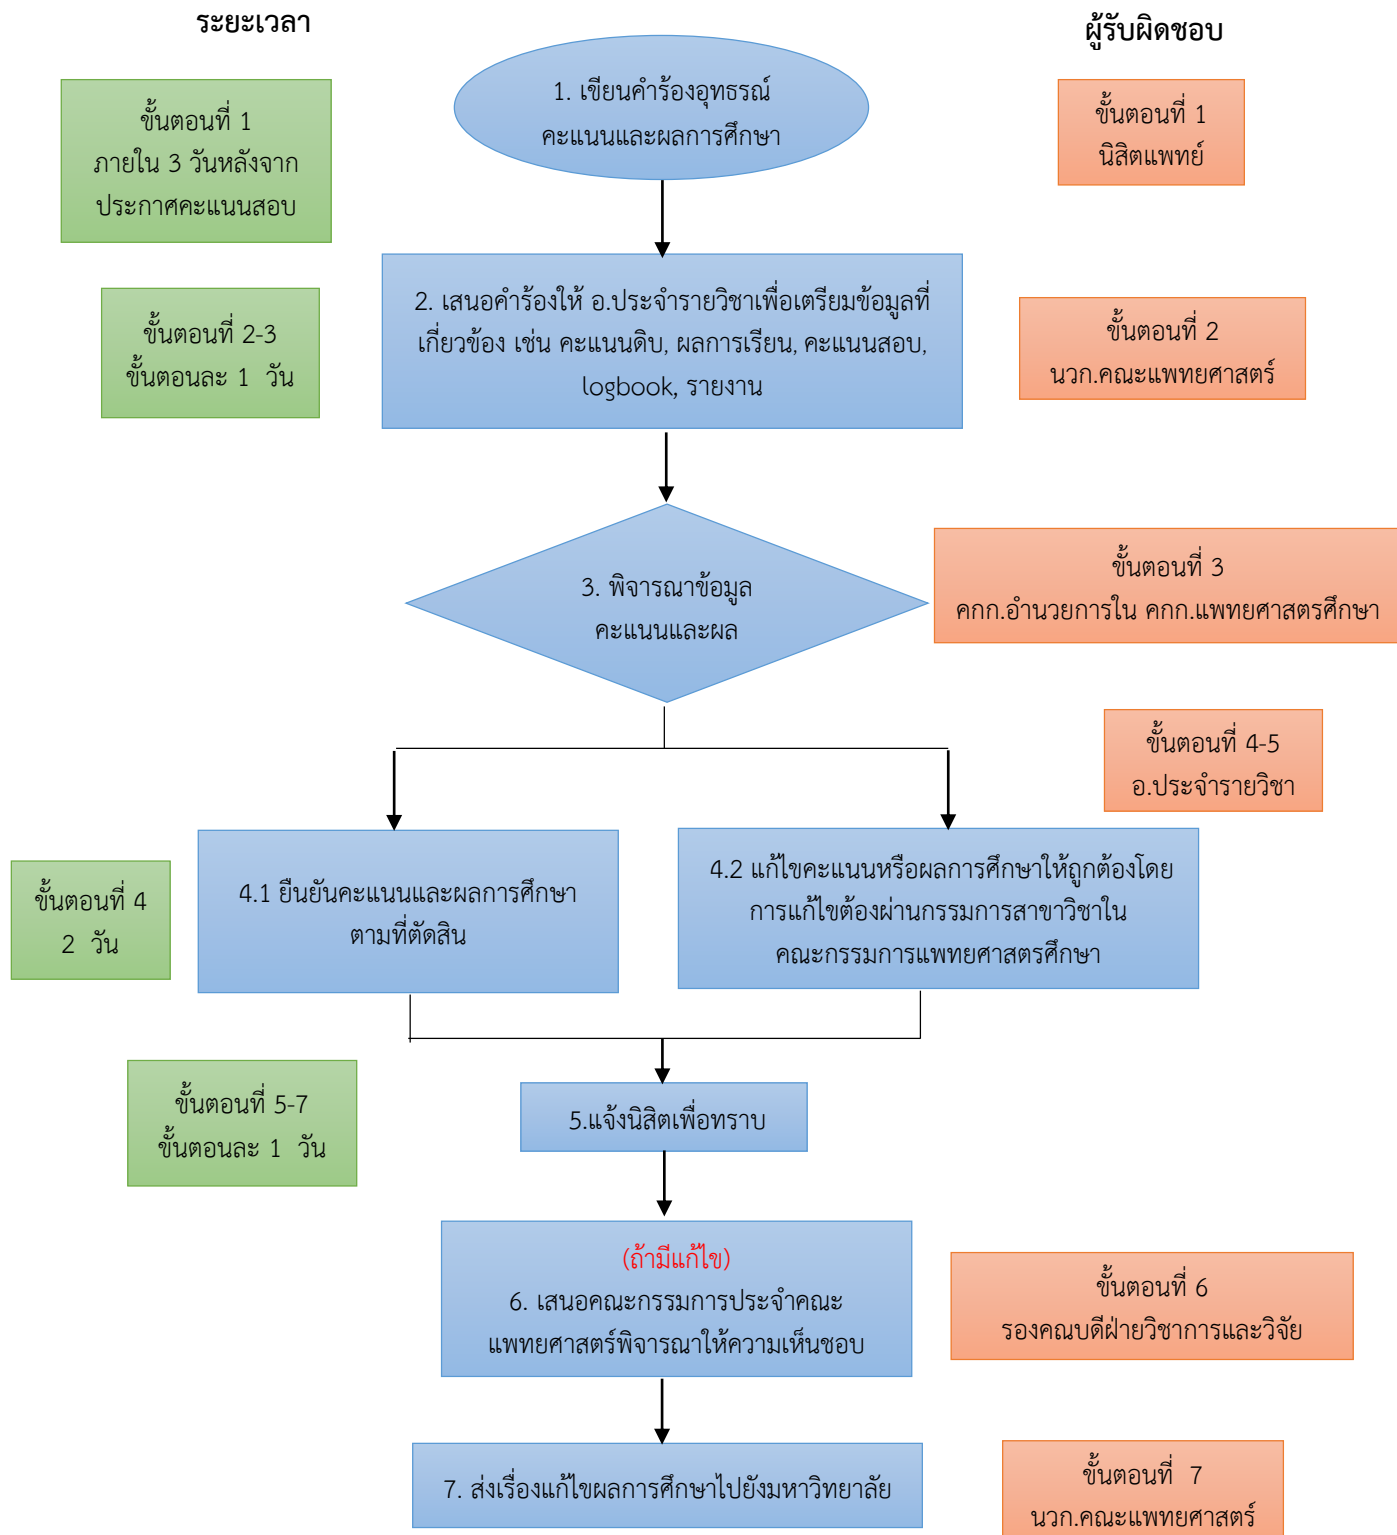 ระยะเวลา
ผู้รับผิดชอบ
1. เขียนคำร้องอุทธรณ์
คะแนนและผลการศึกษา
ขั้นตอนที่ 1
ภายใน 3 วันหลังจาก
ประกาศคะแนนสอบ
ขั้นตอนที่ 1
นิสิตแพทย์
2. เสนอคำร้องให้ อ.ประจำรายวิชาเพื่อเตรียมข้อมูลที่
เกี่ยวข้อง เช่น คะแนนดิบ, ผลการเรียน, คะแนนสอบ,
logbook, รายงาน
ขั้นตอนที่ 2-3
ขั้นตอนละ 1 วัน
ขั้นตอนที่ 2
นวก.คณะแพทยศาสตร์
3. พิจารณาข้อมูล
คะแนนและผล
ขั้นตอนที่ 3
คกก.อำนวยการใน คกก.แพทยศาสตรศึกษา
ขั้นตอนที่ 4-5
อ.ประจำรายวิชา
ขั้นตอนที่ 4
2 วัน
4.1 ยืนยันคะแนนและผลการศึกษา
ตามที่ตัดสิน
4.2 แก้ไขคะแนนหรือผลการศึกษาให้ถูกต้องโดย
การแก้ไขต้องผ่านกรรมการสาขาวิชาใน
คณะกรรมการแพทยศาสตรศึกษา
ขั้นตอนที่ 5-7
ขั้นตอนละ 1 วัน
5.แจ้งนิสิตเพื่อทราบ
(ถ้ามีแก้ไข)
6. เสนอคณะกรรมการประจำคณะ
แพทยศาสตร์พิจารณาให้ความเห็นชอบ
ขั้นตอนที่ 6
รองคณบดีฝ่ายวิชาการและวิจัย
7. ส่งเรื่องแก้ไขผลการศึกษาไปยังมหาวิทยาลัย
ขั้นตอนที่ 7
นวก.คณะแพทยศาสตร์